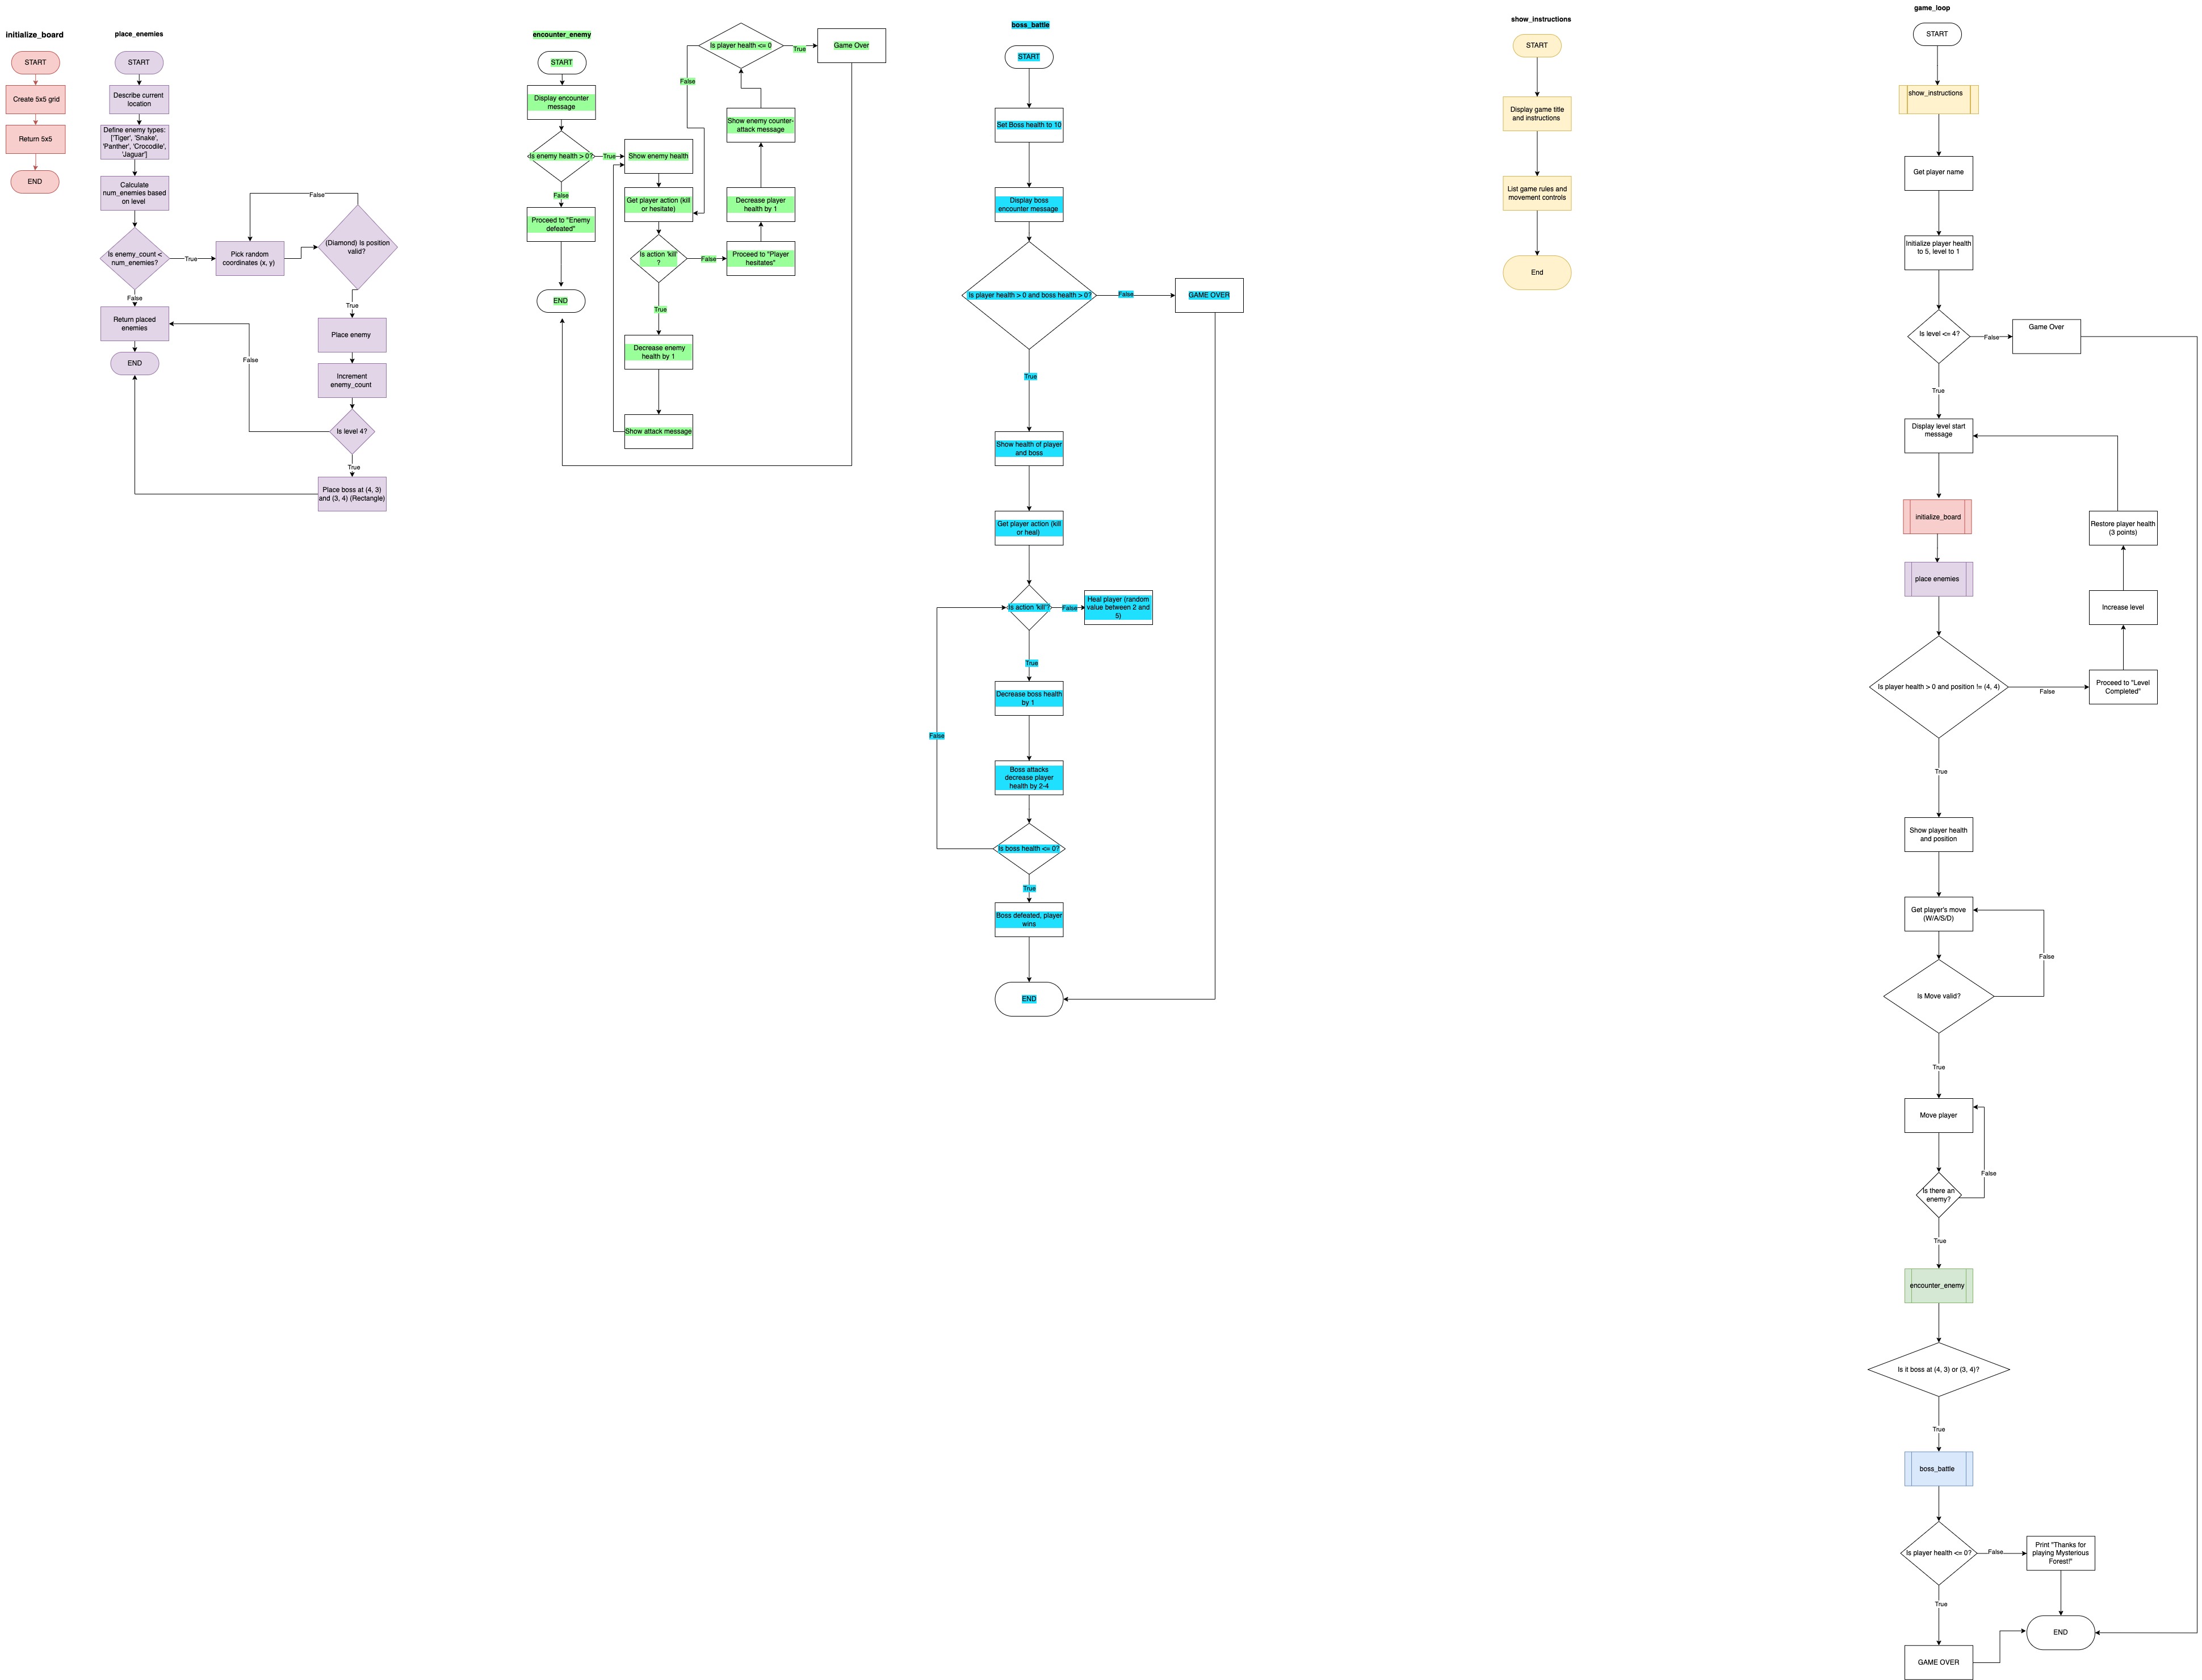 initialize_board
START
Create 5x5 grid
Return 5x5
END
place_enemies
START
Describe current
location
Define enemy types:
['Tiger', 'Snake',
'Panther', 'Crocodile',
'Jaguar']
Calculate
num_enemies based
on level
Is enemy_count <
num_enemies?
True
False
Pick random
coordinates (x, y)
False
(Diamond) Is position
valid?
True
Return placed
enemies
END
Place enemy
Increment
enemy_count
Is level 4?
False
True
Place boss at (4, 3)
and (3, 4) (Rectangle)
encounter_enemy
START
Display encounter
message
Is enemy health > 0?
True
False
Proceed to "Enemy
defeated"
END
Show enemy health
Get player action (kill
or hesitate)
Is action 'kill'
?
False
True
Decrease enemy
health by 1
Show attack message
Proceed to "Player
hesitates"
Decrease player
health by 1
Show enemy counter-
attack message
Is player health <= 0
False
True
Game Over
boss_battle
START
Set Boss health to 10
Display boss
encounter message
Is player health > 0 and boss health > 0?
False
GAME OVER
True
Show health of player
and boss
Get player action (kill
or heal)
Is action 'kill'?
False
Heal player (random
value between 2 and
5)
True
Decrease boss health
by 1
Boss attacks
decrease player
health by 2-4
Is boss health <= 0?
False
True
Boss defeated, player
wins
END
show_instructions
START
Display game title
and instructions
List game rules and
movement controls
End
game_loop
START
show_instructions
Get player name
Initialize player health
to 5, level to 1
Is level <= 4?
False
Game Over
True
Display level start
message
initialize_board
place enemies
Is player health > 0 and position != (4, 4)
False
Proceed to "Level
Completed"
Increase level
Restore player health
(3 points)
True
Show player health
and position
Get player's move
(W/A/S/D)
Is Move valid?
False
True
Move player
Is there an
enemy?
False
True
encounter_enemy
Is it boss at (4, 3) or (3, 4)?
True
boss_battle
Is player health <= 0?
False
Print "Thanks for
playing Mysterious
Forest!"
True
END
GAME OVER